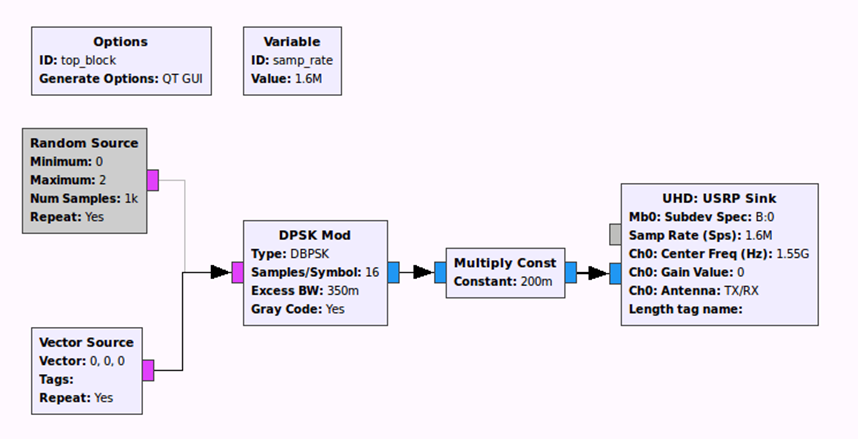 Options
ID: top_block
Generate Options: QT GUI
Variable
ID: samp_rate
Value: 1.6M
Random Source
Minimum: 0
Maximum: 2
Num Samples: 1k
Repeat: Yes
DPSK Mod
Type: DBPSK
Samples/Symbol: 16
Excess BW: 350m
Gray Code: Yes
Multiply Const
Constant: 200m
UHD: USRP Sink
Mb0: Subdev Spec: B:0
Samp Rate (Sps): 1.6M
Ch0: Center Freq (Hz): 1.55G
Ch0: Gain Value: 0
Ch0: Antenna: TX/RX
Length tag name:
Vector Source
Vector: 0, 0, 0
Tags:
Repeat: Yes